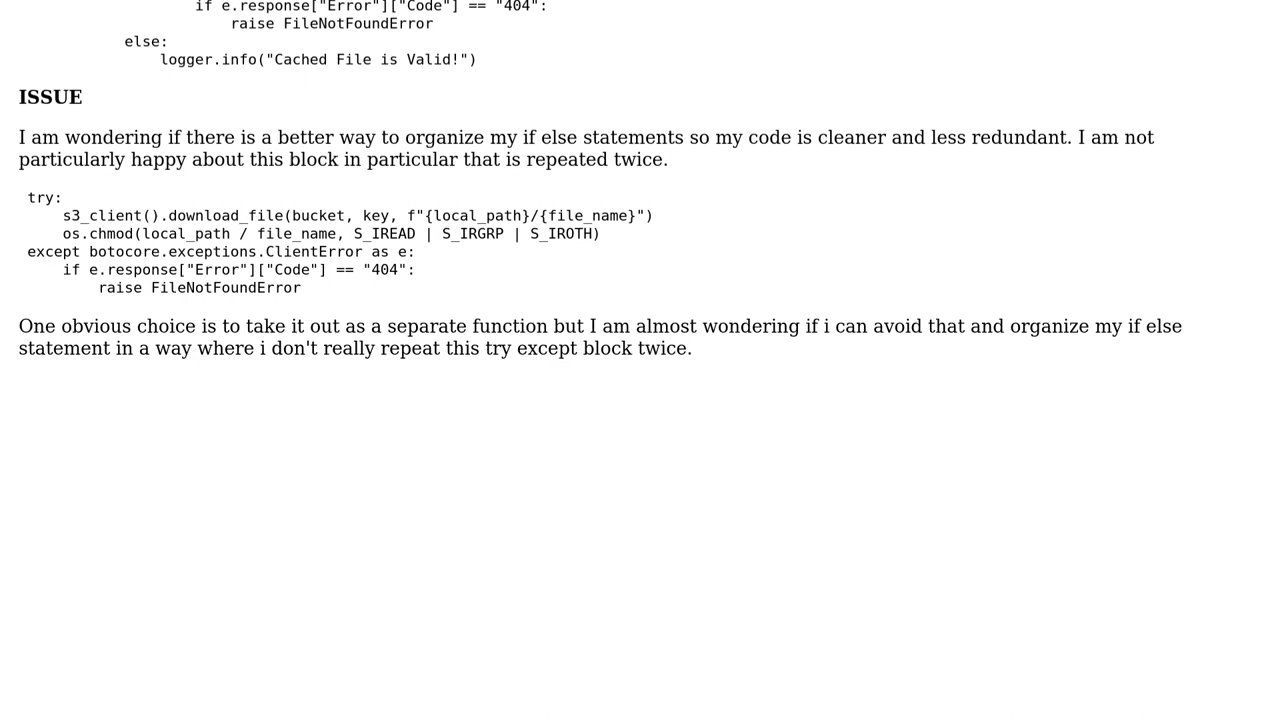 if e.response["Error"]["Code"] == "404":
raise FileNotFoundError
else:
logger.info("Cached File is Valid!")
ISSUE
I am wondering if there is a better way to organize my if else statements so my code is cleaner and less redundant. I am not
particularly happy about this block in particular that is repeated twice.
try:
s3_client().download_file(bucket, key, f"{local_path}/{file_name}")
os.chmod(local_path / file_name, S_IREAD | S_IRGRP | S_IROTH)
except botocore.exceptions.ClientError as e:
if e.response["Error"]["Code"] == "404":
raise FileNotFoundError
One obvious choice is to take it out as a separate function but I am almost wondering if i can avoid that and organize my if else
statement in a way where i don't really repeat this try except block twice.